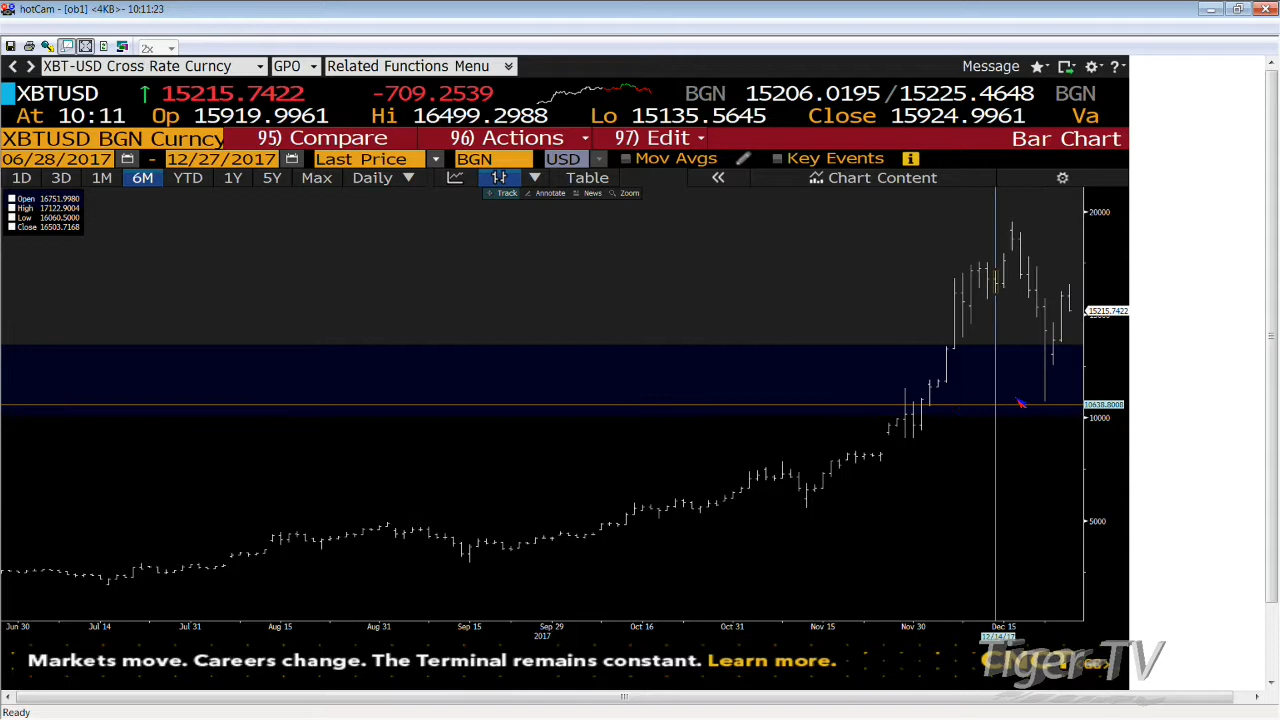 hotCam - [ob1] <4KB>- 10:11:23
2x
XBT-USD Cross Rate Curncy GPO Related Functions Menu Message ?
XBTUSD ↑ 15215.7422 -709.2539 BGN 15206.0195 /15225.4648 BGN
At 10:11 Op 15919.9961 Hi 16499.2988 Lo 15135.5645 Close 15924.9961 Va
XBTUSD BGN Curncy 95) Compare 96) Actions 97) Edit Bar Chart
06/28/2017 - 12/27/2017 Last Price BGN USD Mov Avgs Key Events i
1D 3D 1M 6M YTD 1Y 5Y Max Daily ▼ Table « Chart Content
Track Annotate News Zoom
Open 16751.9980
High 17122.9004
Low 16060.5000
Close 16503.7168
20000
15215.7422
15000
10638.8008
10000
5000
Jun 30 Jul 14 Jul 31 Aug 15 Aug 31 Sep 15 Sep 29 Oct 16 Oct 31 Nov 15 Nov 30 Dec 15
2017
12/14/17
Markets move. Careers change. The Terminal remains constant. Learn more.
Tiger TV
Ready